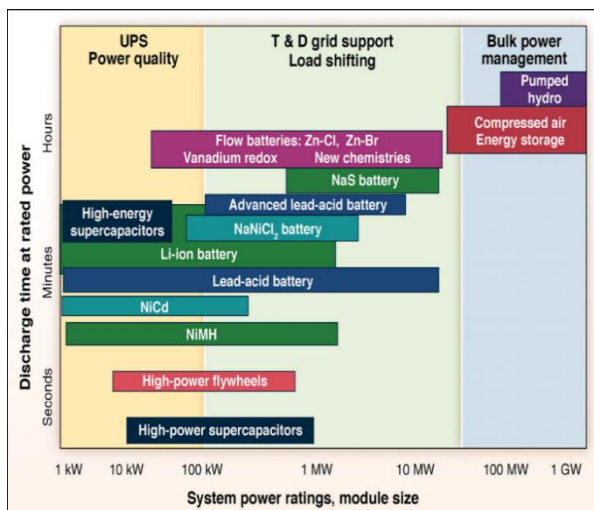 UPS
Power quality
T & D grid support
Load shifting
Bulk power
management
Pumped
hydro
Compressed air
Energy storage
Flow batteries: Zn-Cl, Zn-Br
Vanadium redox New chemistries
NaS battery
Advanced lead-acid battery
High-energy
supercapacitors
NaNiCl₂ battery
Li-ion battery
Lead-acid battery
NiCd
NiMH
High-power flywheels
High-power supercapacitors
Discharge time at rated power
Hours
Minutes
Seconds
1 kW 10 kW 100 kW 1 MW 10 MW 100 MW 1 GW
System power ratings, module size